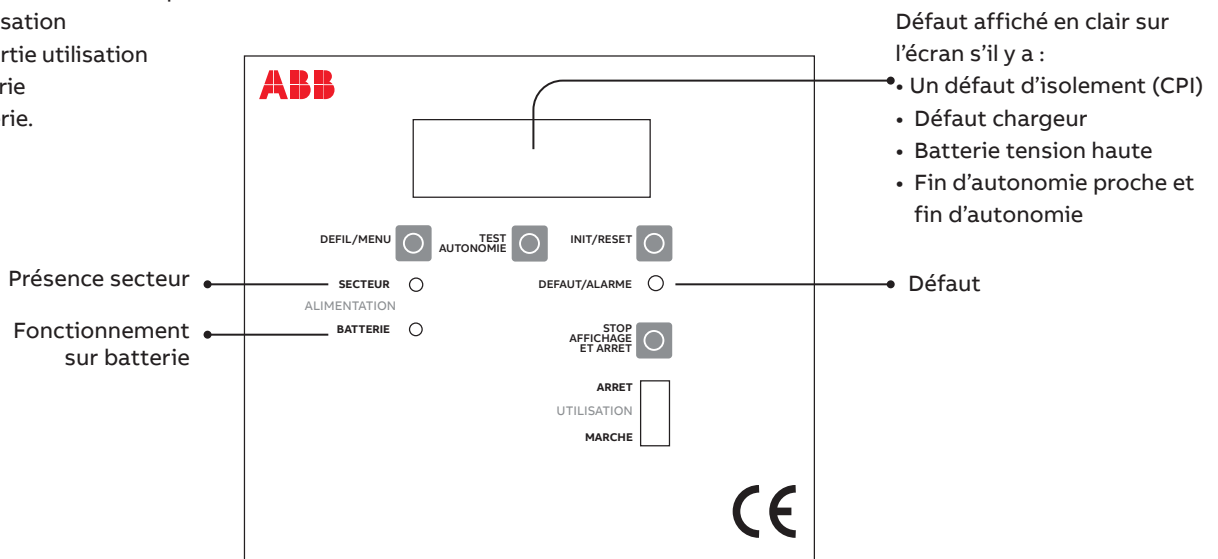 sation
rtie utilisation
rie
rie.
Défaut affiché en clair sur
l'écran s'il y a :
• Un défaut d'isolement (CPI)
• Défaut chargeur
• Batterie tension haute
• Fin d'autonomie proche et
fin d'autonomie
ABB
DEFIL/MENU
TEST
AUTONOMIE
INIT/RESET
Présence secteur
SECTEUR
DEFAUT/ALARME
Défaut
ALIMENTATION
Fonctionnement
sur batterie
BATTERIE
STOP
AFFICHAGE
ET ARRET
ARRET
UTILISATION
MARCHE
CE